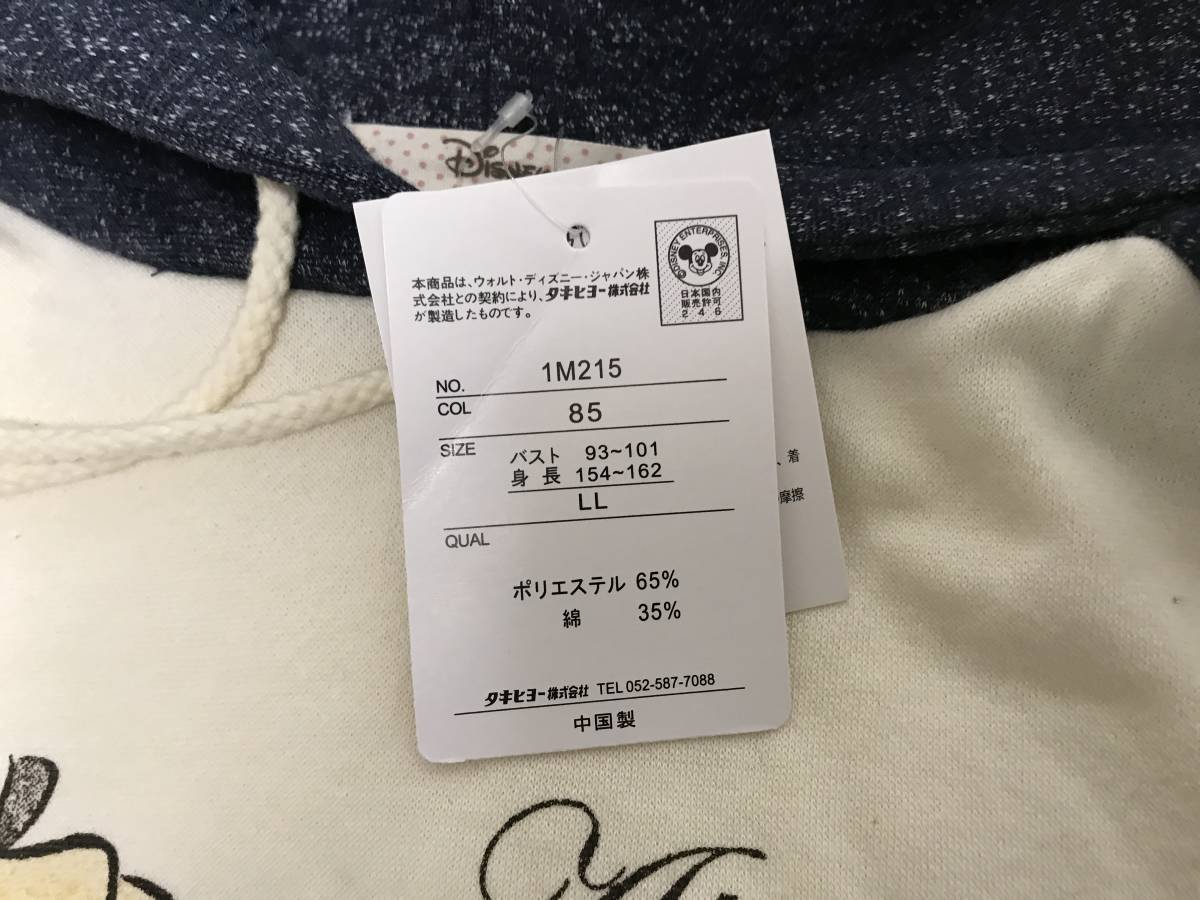 DISNEY
本商品は、ウォルト・ディズニー・ジャパン株
式会社との契約により、タキヒヨー株式会社
が製造したものです。
©DISNEY ENTERPRISES, INC.
日本国内
販売許可
246
NO. 1M215
COL 85
SIZE バスト 93~101
身長 154~162
LL
QUAL
ポリエステル 65%
綿 35%
タキヒヨー株式会社 TEL 052-587-7088
中国製
、着
摩擦